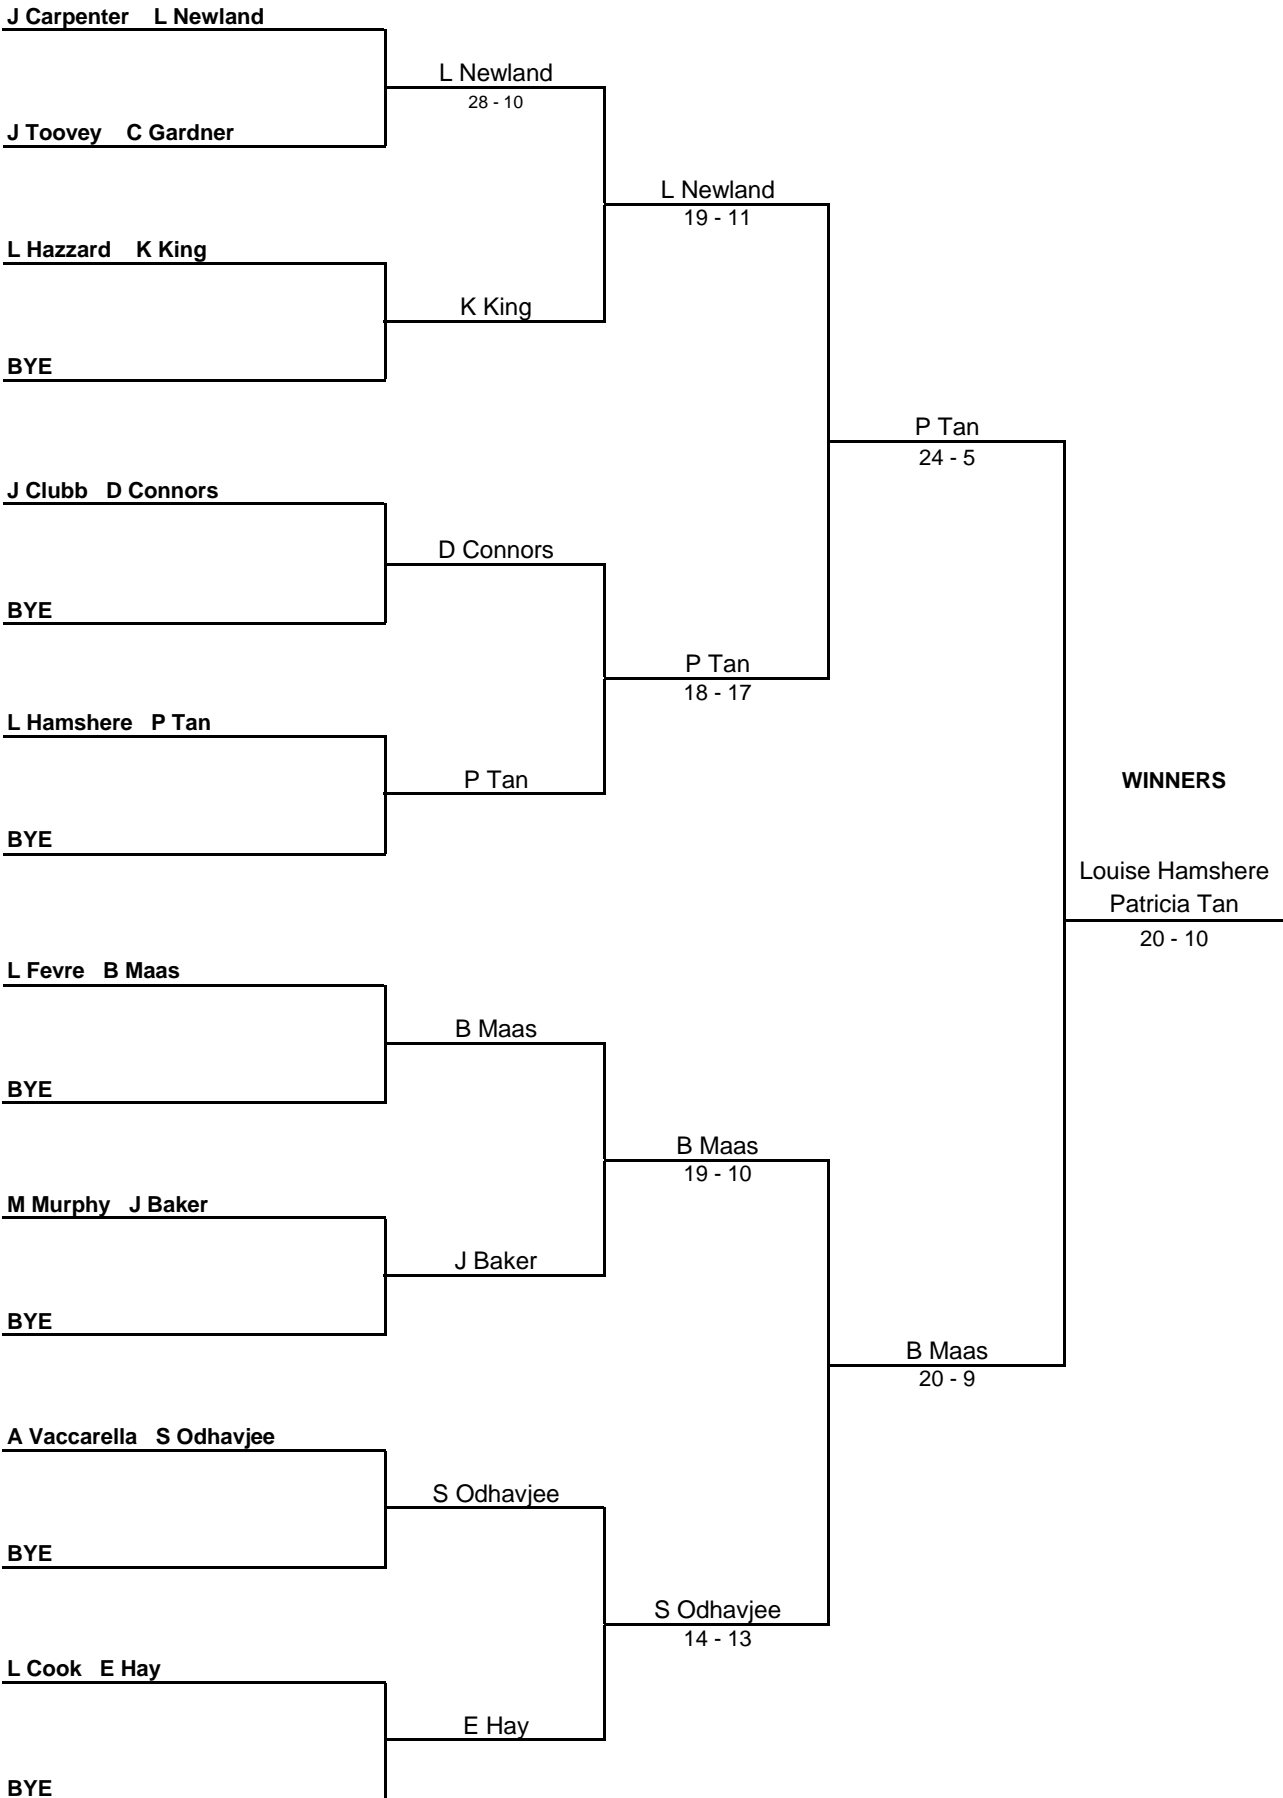 J Carpenter L Newland
L Newland
28 - 10
J Toovey C Gardner
L Newland
19 - 11
L Hazzard K King
K King
BYE
P Tan
24 - 5
J Clubb D Connors
D Connors
BYE
P Tan
18 - 17
L Hamshere P Tan
P Tan
WINNERS
BYE
Louise Hamshere
Patricia Tan
20 - 10
L Fevre B Maas
B Maas
BYE
B Maas
19 - 10
M Murphy J Baker
J Baker
BYE
B Maas
20 - 9
A Vaccarella S Odhavjee
S Odhavjee
BYE
S Odhavjee
14 - 13
L Cook E Hay
E Hay
BYE